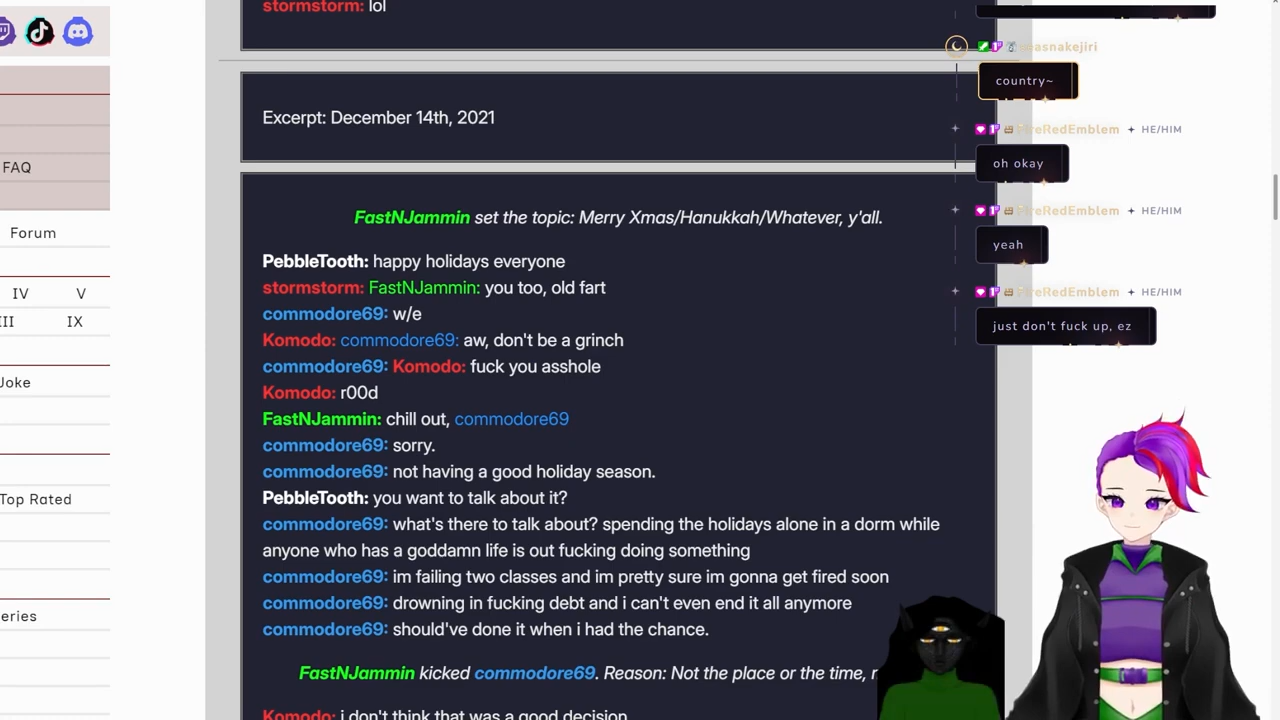 stormstorm: lol
Excerpt: December 14th, 2021
FastNJammin set the topic: Merry Xmas/Hanukkah/Whatever, y'all.
PebbleTooth: happy holidays everyone
stormstorm: FastNJammin: you too, old fart
commodore69: w/e
Komodo: commodore69: aw, don't be a grinch
commodore69: Komodo: fuck you asshole
Komodo: r00d
FastNJammin: chill out, commodore69
commodore69: sorry.
commodore69: not having a good holiday season.
PebbleTooth: you want to talk about it?
commodore69: what's there to talk about? spending the holidays alone in a dorm while
anyone who has a goddamn life is out fucking doing something
commodore69: im failing two classes and im pretty sure im gonna get fired soon
commodore69: drowning in fucking debt and i can't even end it all anymore
commodore69: should've done it when i had the chance.
FastNJammin kicked commodore69. Reason: Not the place or the time,
Komodo: i don't think that was a good decision
FAQ
Forum
IV V
III IX
Joke
Top Rated
eries
country~
FireRedEmblem + HE/HIM
oh okay
FireRedEmblem + HE/HIM
yeah
FireRedEmblem + HE/HIM
just don't fuck up, ez